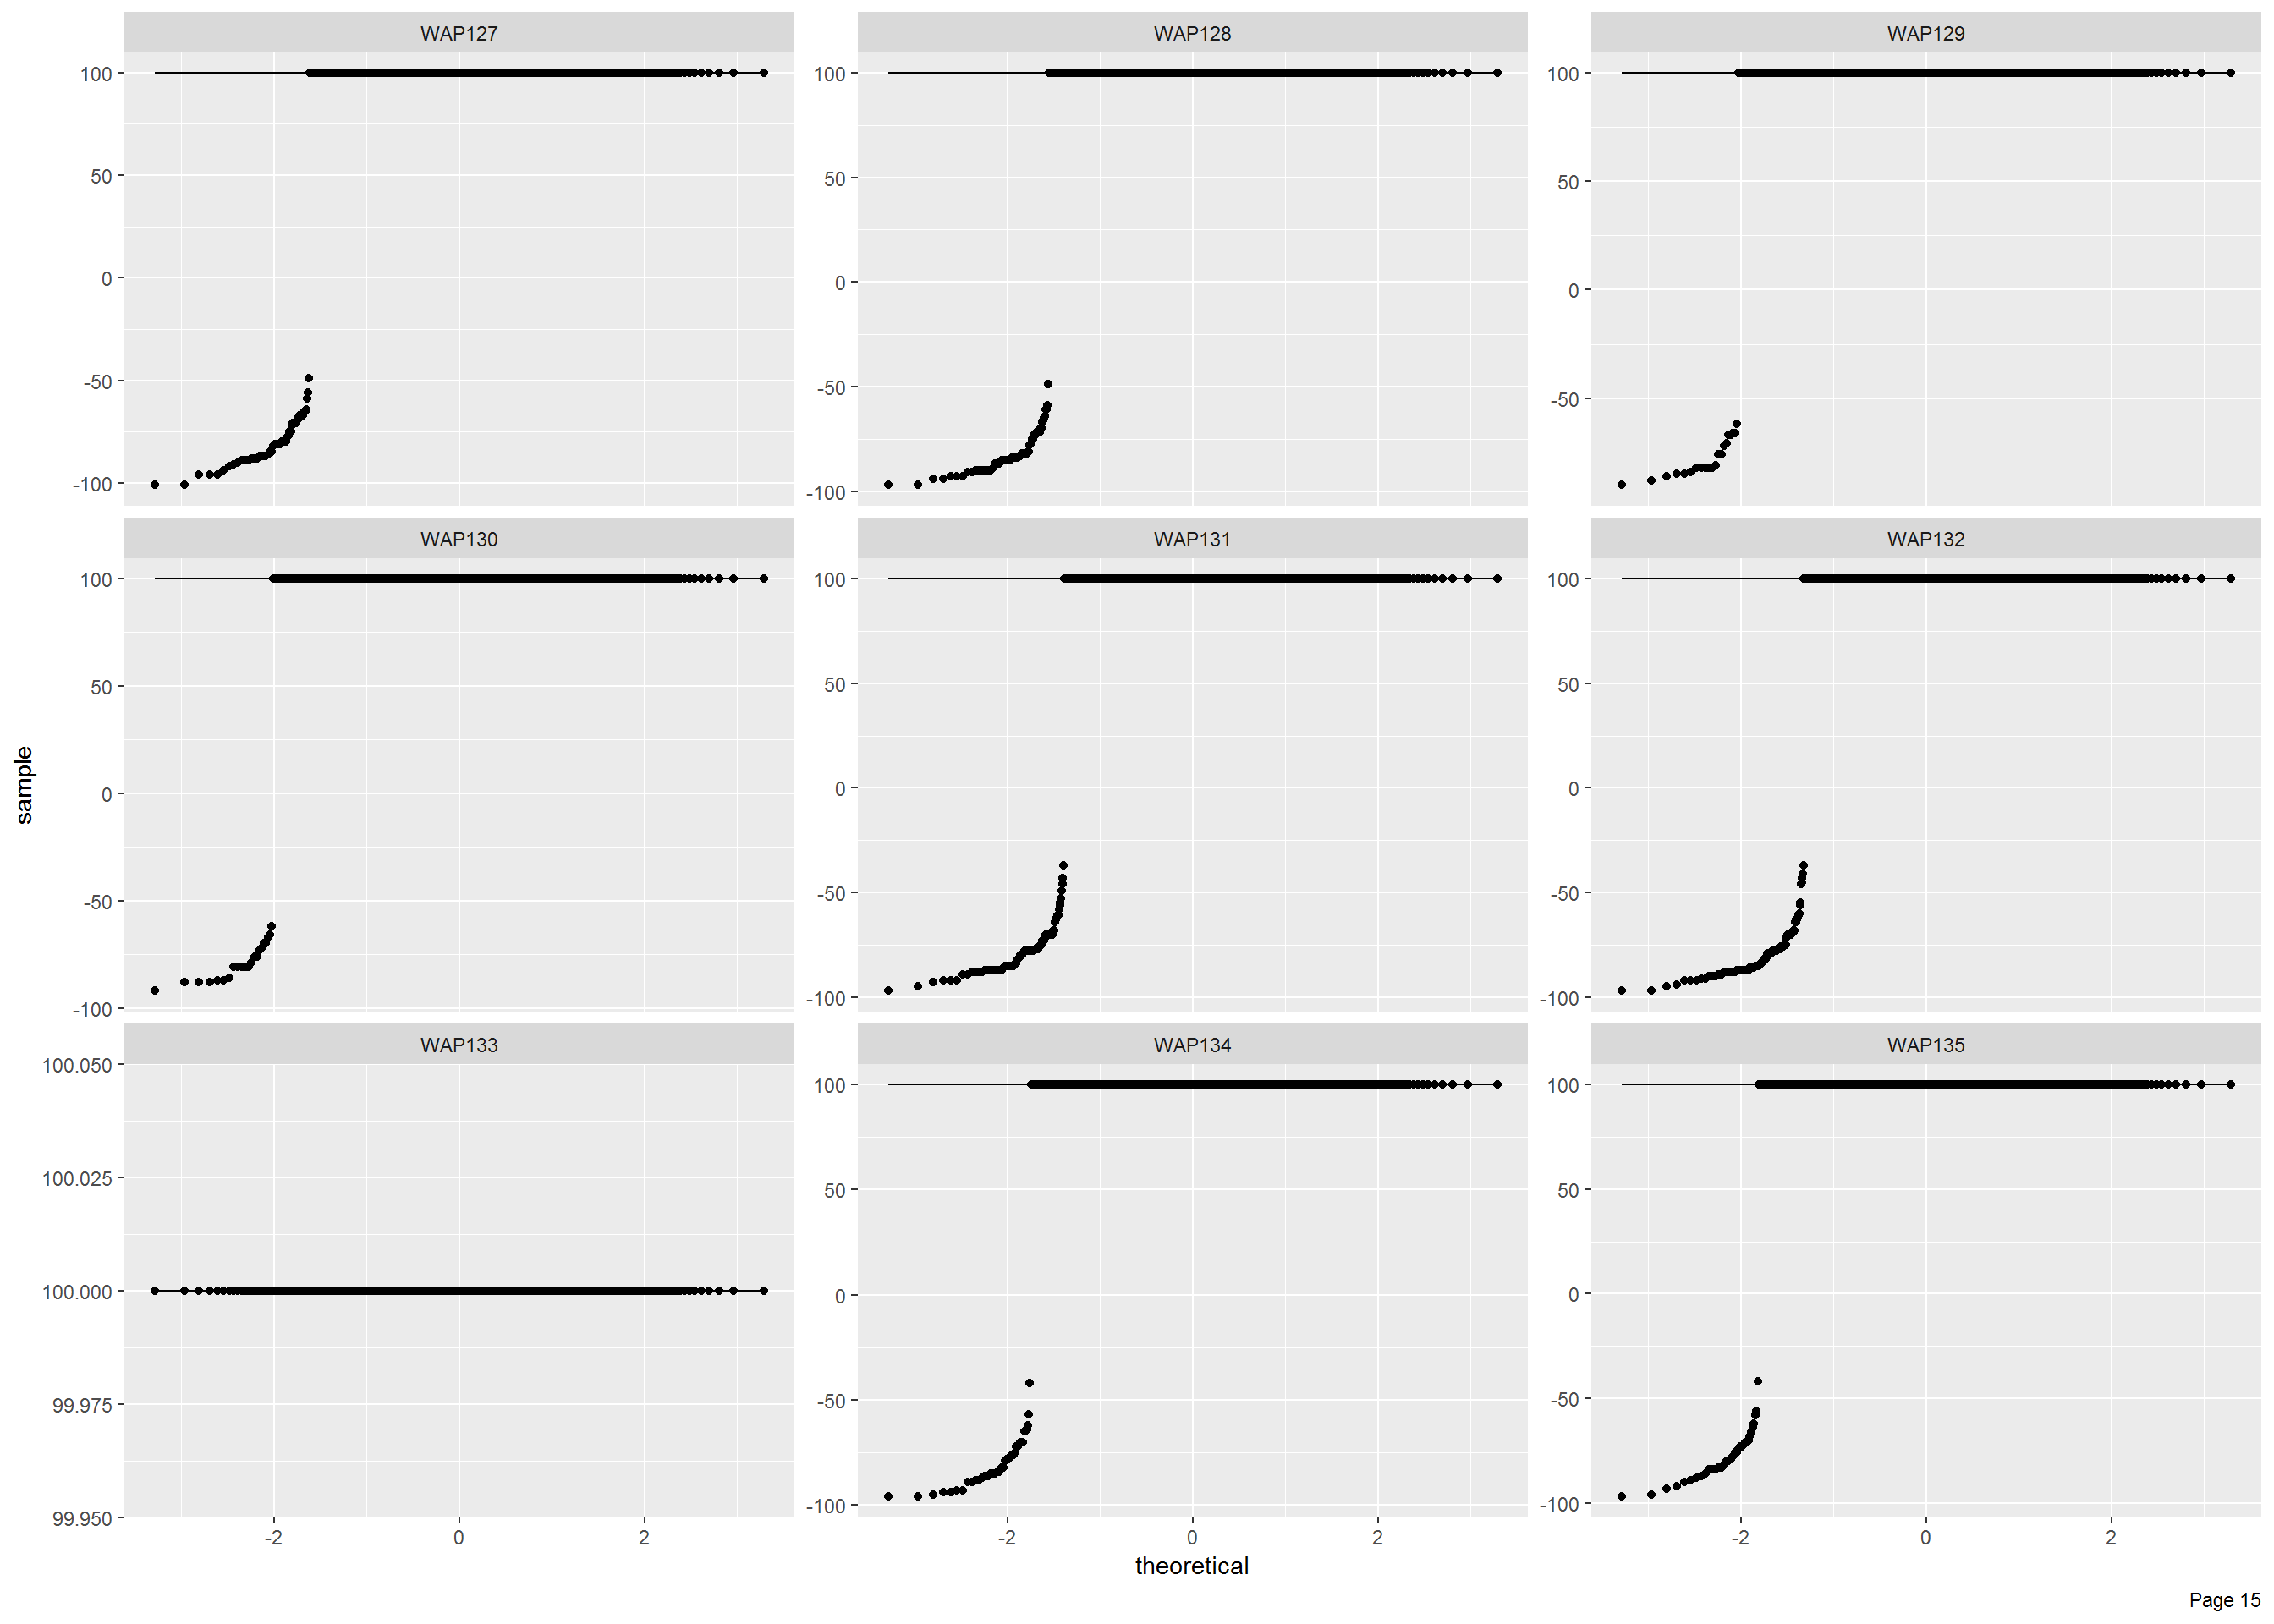 WAP127 WAP128 WAP129
100 100 100
50 50 50
0 0 0
-50 -50 -50
-100 -100
WAP130 WAP131 WAP132
100 100 100
50 50 50
0 0 0
-50 -50 -50
-100 -100 -100
sample
WAP133 WAP134 WAP135
100.050 100 100
100.025 50 50
100.000 0 0
99.975 -50 -50
99.950 -100 -100
-2 0 2 -2 0 2 -2 0 2
theoretical
Page 15